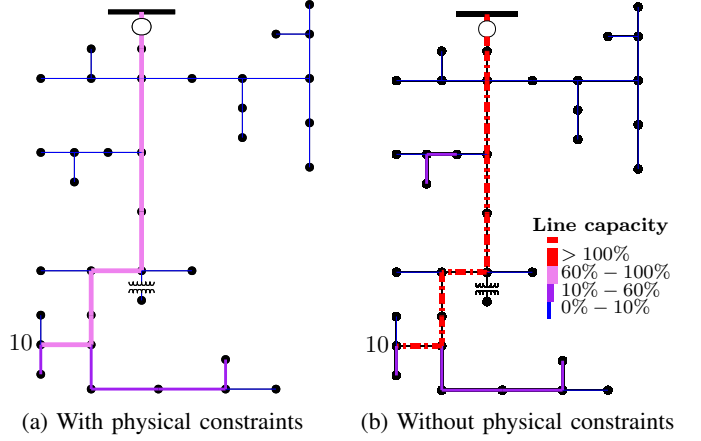 Line capacity
> 100%
60% − 100%
10% − 60%
0% − 10%
10
10
(a) With physical constraints
(b) Without physical constraints